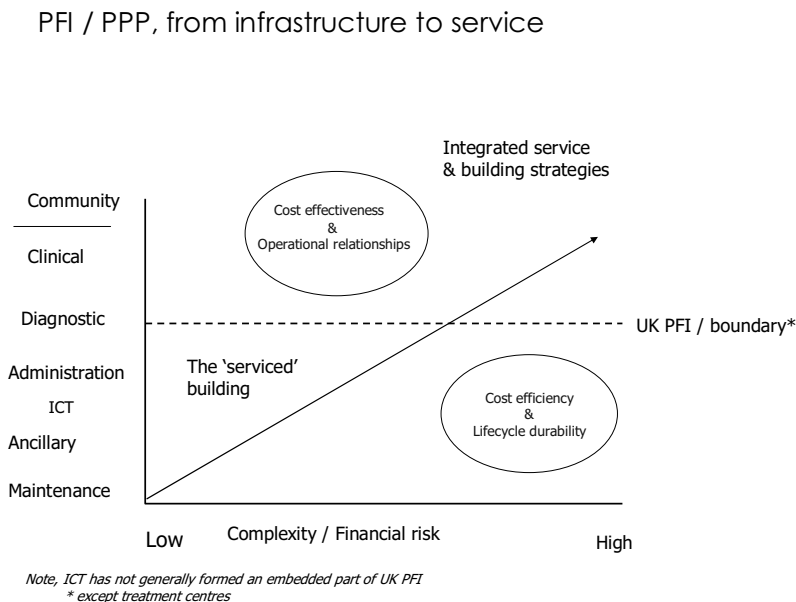 PFI / PPP, from infrastructure to service
Integrated service
& building strategies
Community
Cost effectiveness
&
Operational relationships
Clinical
Diagnostic
UK PFI / boundary*
The ‘serviced’
building
Administration
ICT
Cost efficiency
&
Lifecycle durability
Ancillary
Maintenance
Low
Complexity / Financial risk
High
Note, ICT has not generally formed an embedded part of UK PFI
* except treatment centres